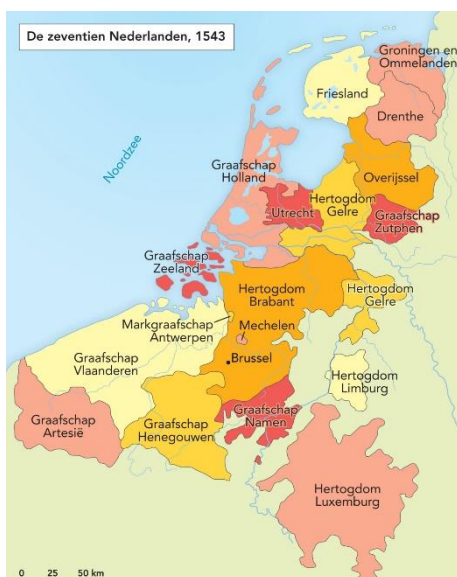 De zeventien Nederlanden, 1543
Groningen en
Ommelanden
Friesland
Drenthe
Noordzee
Graafschap
Holland
Overijssel
Hertogdom
Gelre
Utrecht
Graafschap
Zutphen
Graafschap
Zeeland
Hertogdom
Brabant
Hertogdom
Gelre
Markgraafschap
Antwerpen
Mechelen
Graafschap
Vlaanderen
Brussel
Hertogdom
Limburg
Graafschap
Artesië
Graafschap
Henegouwen
Graafschap
Namen
Hertogdom
Luxemburg
0 25 50 km